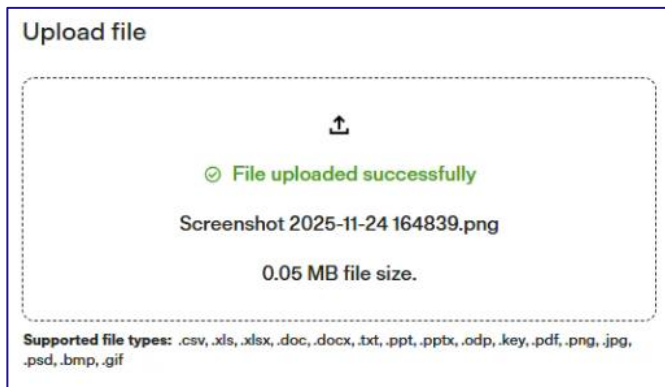 Upload file
File uploaded successfully
Screenshot 2025-11-24 164839.png
0.05 MB file size.
Supported file types: .csv, .xls, .xlsx, .doc, .docx, .txt, .ppt, .pptx, .odp, .key, .pdf, .png, .jpg,
.psd, .bmp, .gif